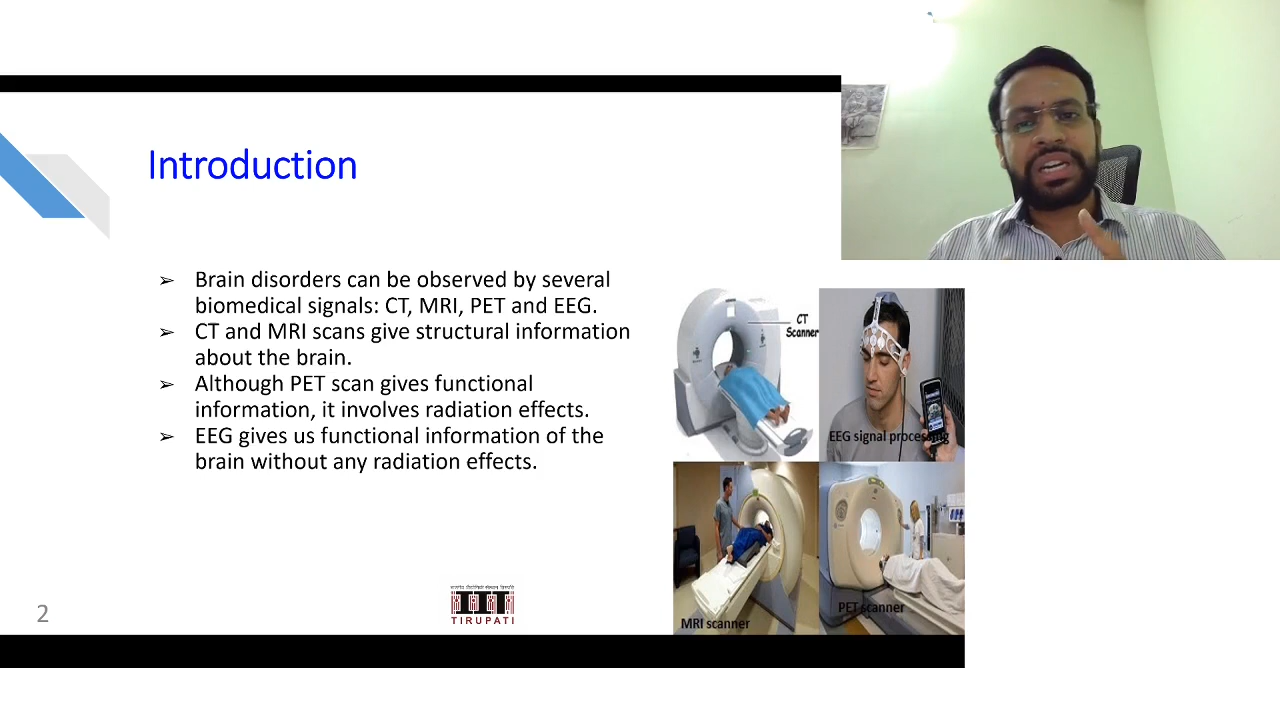 Introduction
➢ Brain disorders can be observed by several
biomedical signals: CT, MRI, PET and EEG.
➢ CT and MRI scans give structural information
about the brain.
➢ Although PET scan gives functional
information, it involves radiation effects.
➢ EEG gives us functional information of the
brain without any radiation effects.
CT
Scanner
EEG signal processing
MRI scanner
PET scanner
TIRUPATI
2